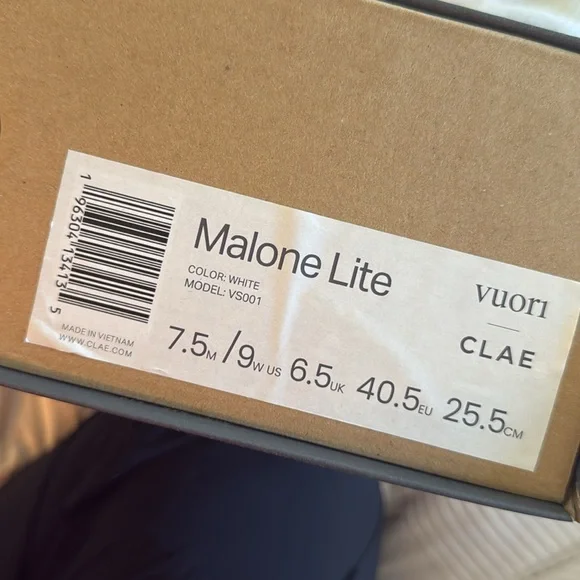 1 96304 13413 5
MADE IN VIETNAM
WWW.CLAE.COM
Malone Lite
COLOR: WHITE
MODEL: VS001
7.5M /9W US 6.5UK 40.5EU 25.5CM
vuori
CLAE